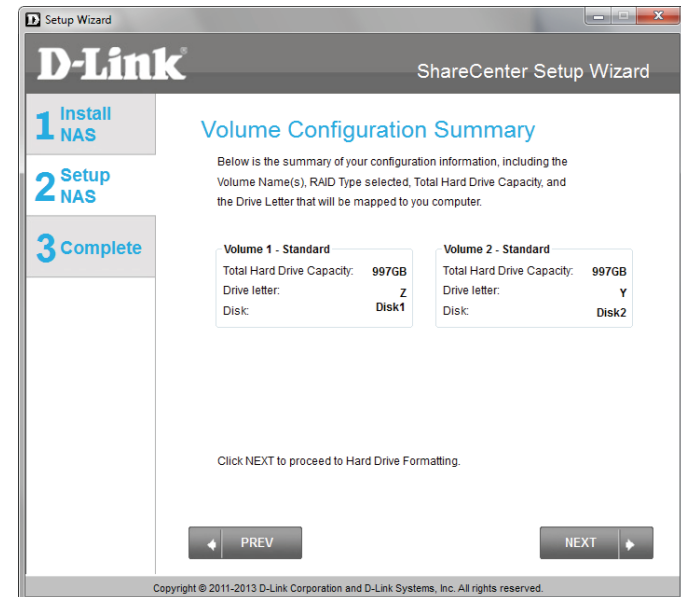 Setup Wizard
D-Link®
ShareCenter Setup Wizard
1 Install
NAS
2 Setup
NAS
3 Complete
Volume Configuration Summary
Below is the summary of your configuration information, including the
Volume Name(s), RAID Type selected, Total Hard Drive Capacity, and
the Drive Letter that will be mapped to you computer.
Volume 1 - Standard
Total Hard Drive Capacity: 997GB
Drive letter: Z
Disk: Disk1
Volume 2 - Standard
Total Hard Drive Capacity: 997GB
Drive letter: Y
Disk: Disk2
Click NEXT to proceed to Hard Drive Formatting.
PREV
NEXT
Copyright © 2011-2013 D-Link Corporation and D-Link Systems, Inc. All rights reserved.